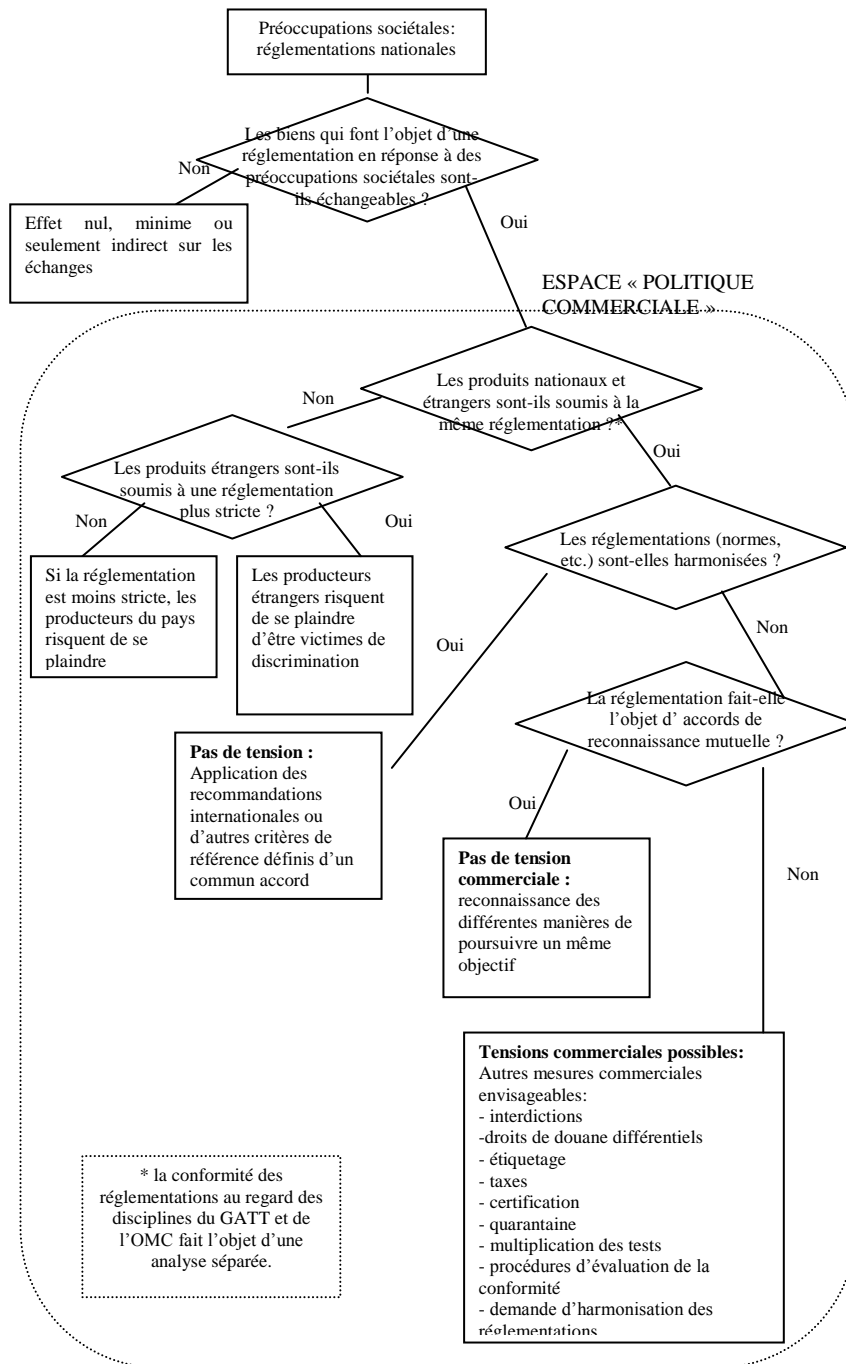 Préoccupations sociétales:
réglementations nationales
Les biens qui font l’objet d’une
réglementation en réponse à des
préoccupations sociétales sont-
ils échangeables ?
Non
Oui
Effet nul, minime ou
seulement indirect sur les
échanges
ESPACE « POLITIQUE
COMMERCIALE »
Les produits nationaux et
étrangers sont-ils soumis à la
même réglementation ?*
Non
Oui
Les produits étrangers sont-ils
soumis à une réglementation
plus stricte ?
Non
Oui
Les réglementations (normes,
etc.) sont-elles harmonisées ?
Si la réglementation
est moins stricte, les
producteurs du pays
risquent de se
plaindre
Les producteurs
étrangers risquent
de se plaindre
d’être victimes de
discrimination
Oui
Non
La réglementation fait-elle
l’objet d’ accords de
reconnaissance mutuelle ?
Pas de tension :
Application des
recommandations
internationales ou
d’autres critères de
référence définis d’un
commun accord
Oui
Non
Pas de tension
commerciale :
reconnaissance des
différentes manières de
poursuivre un même
objectif
Tensions commerciales possibles:
Autres mesures commerciales
envisageables:
- interdictions
-droits de douane différentiels
- étiquetage
- taxes
- certification
- quarantaine
- multiplication des tests
- procédures d’évaluation de la
conformité
- demande d’harmonisation des
réglementations
* la conformité des
réglementations au regard des
disciplines du GATT et de
l’OMC fait l’objet d’une
analyse séparée.